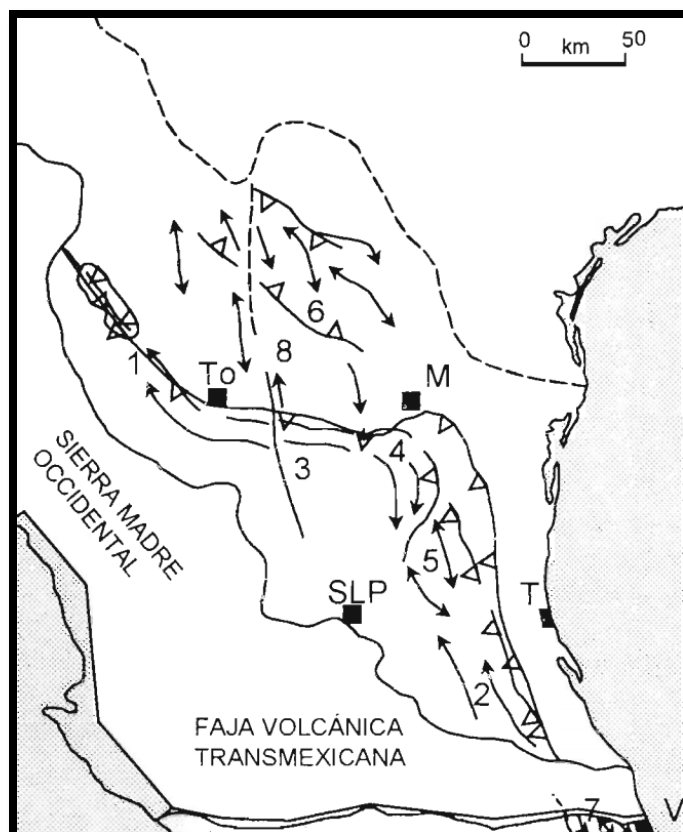 0 km 50
6
8
1
To
M
3
4
SIERRA MADRE
OCCIDENTAL
5
SLP
T
2
FAJA VOLCÁNICA
TRANSMEXICANA
7
V